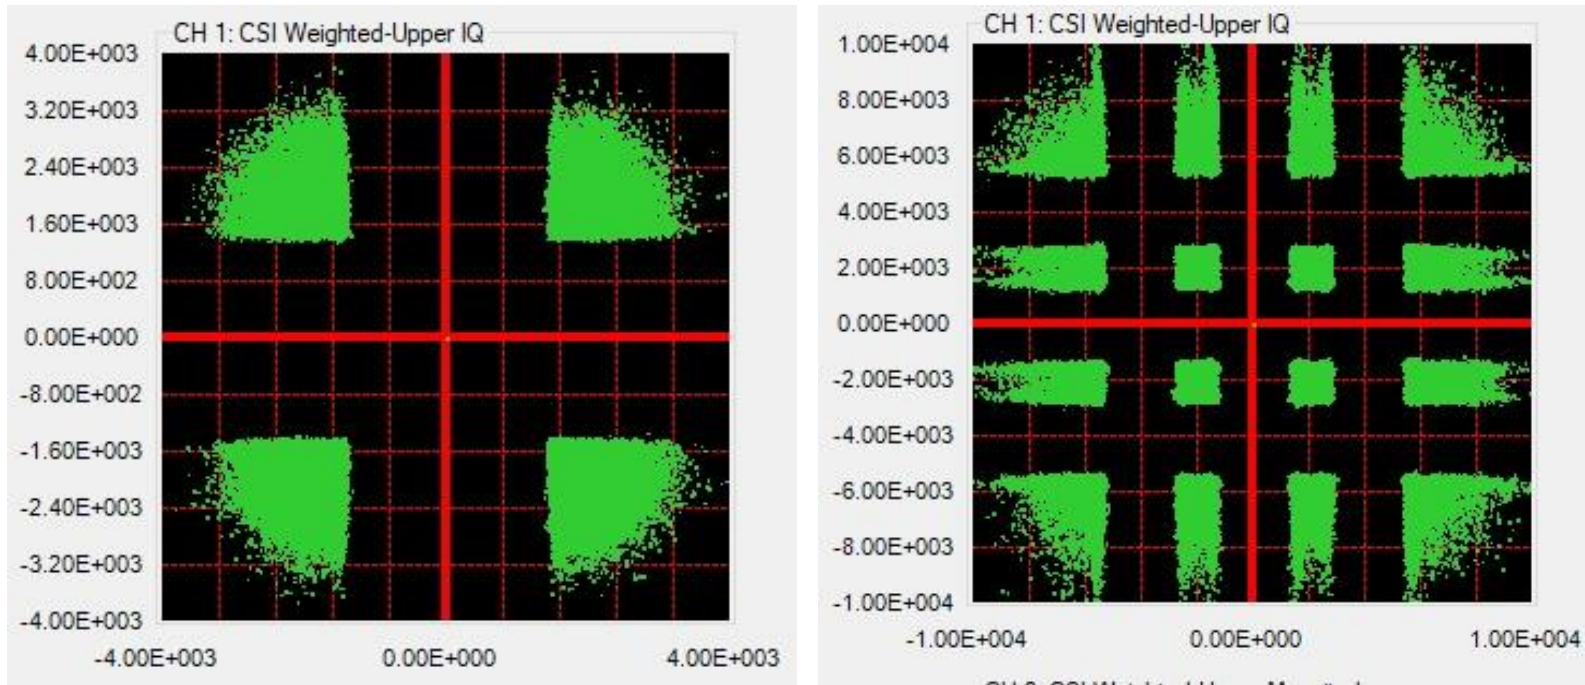 CH 1: CSI Weighted-Upper IQ
4.00E+003
3.20E+003
2.40E+003
1.60E+003
8.00E+002
0.00E+000
-8.00E+002
-1.60E+003
-2.40E+003
-3.20E+003
-4.00E+003
-4.00E+003 0.00E+000 4.00E+003
CH 1: CSI Weighted-Upper IQ
1.00E+004
8.00E+003
6.00E+003
4.00E+003
2.00E+003
0.00E+000
-2.00E+003
-4.00E+003
-6.00E+003
-8.00E+003
-1.00E+004
-1.00E+004 0.00E+000 1.00E+004